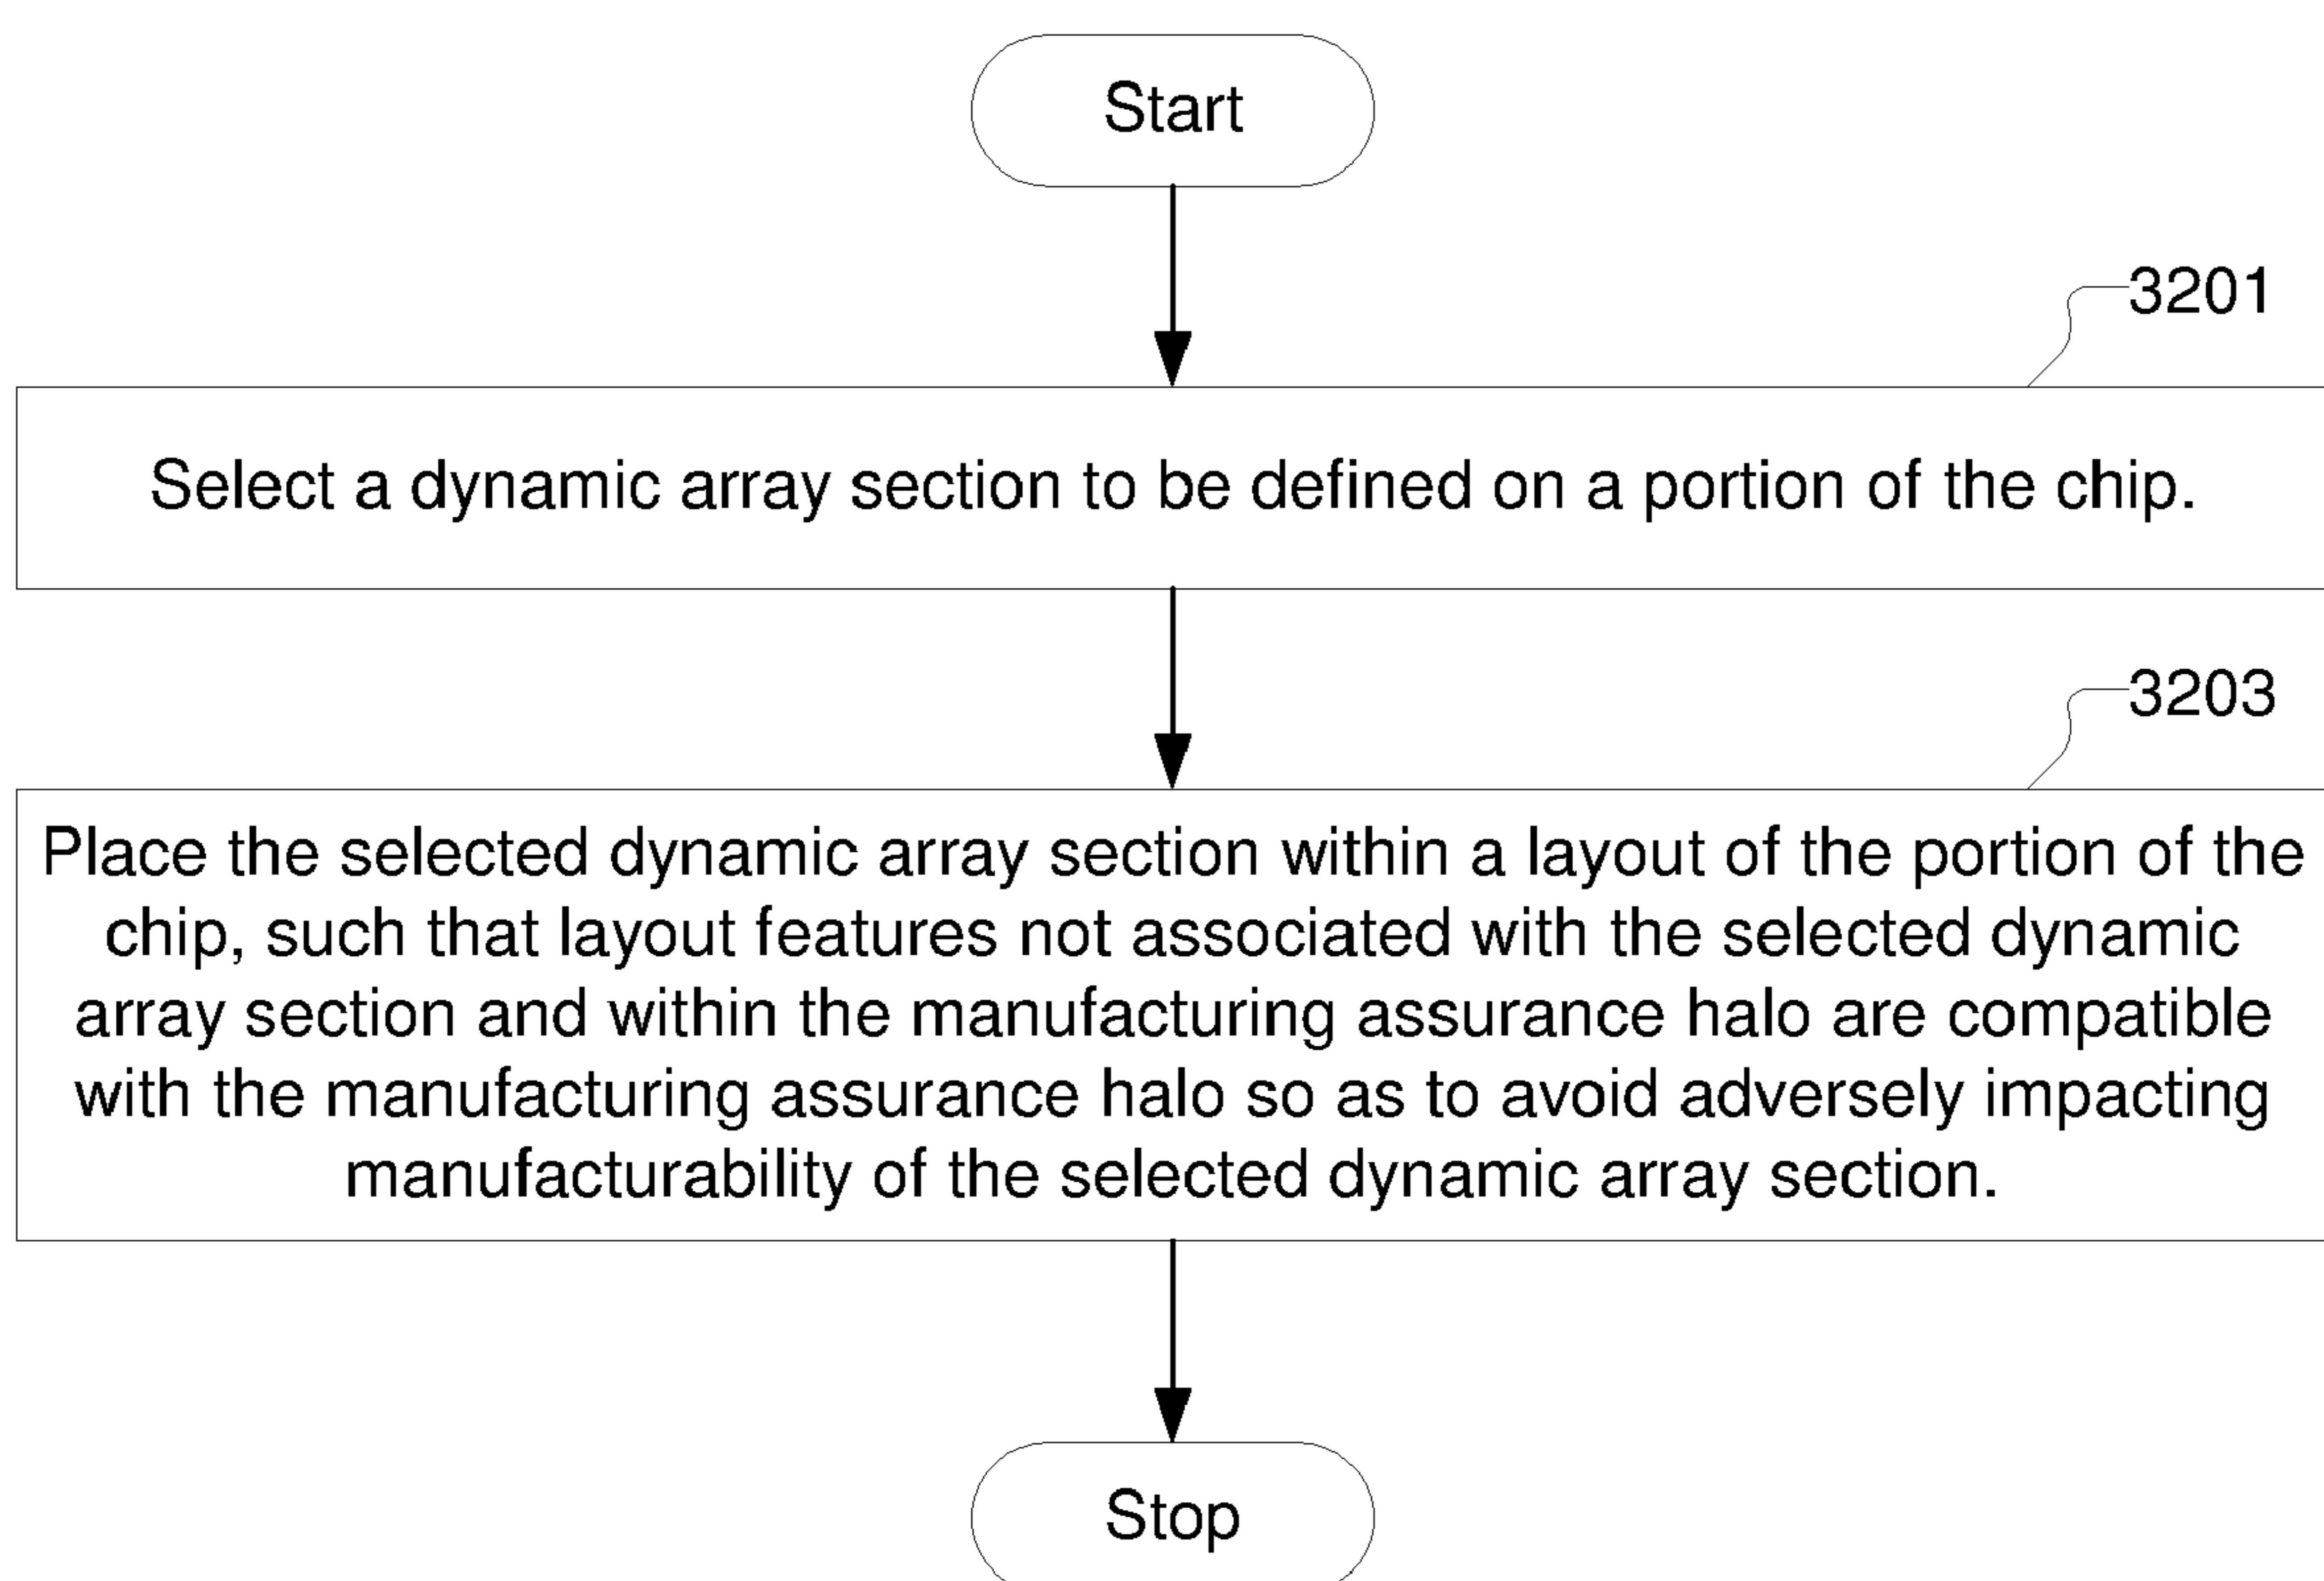 Start
3201
Select a dynamic array section to be defined on a portion of the chip.
3203
Place the selected dynamic array section within a layout of the portion of the
chip, such that layout features not associated with the selected dynamic
array section and within the manufacturing assurance halo are compatible
with the manufacturing assurance halo so as to avoid adversely impacting
manufacturability of the selected dynamic array section.
Stop